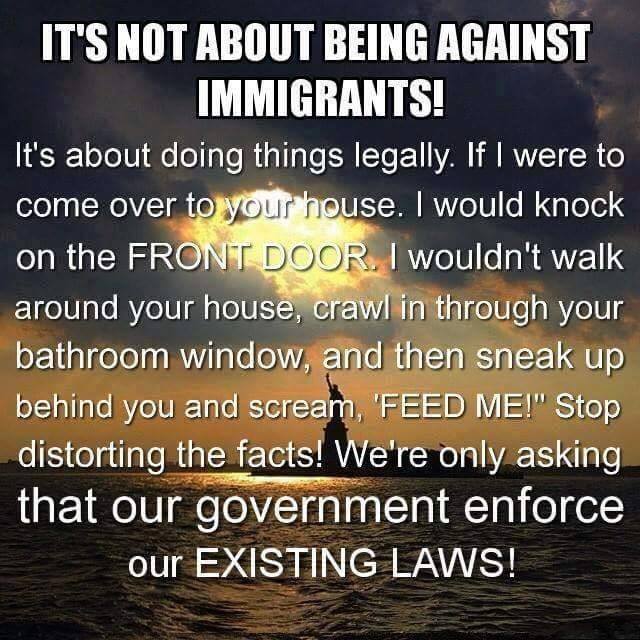 IT'S NOT ABOUT BEING AGAINST
IMMIGRANTS!
It's about doing things legally. If I were to
come over to your house. I would knock
on the FRONT DOOR. I wouldn't walk
around your house, crawl in through your
bathroom window, and then sneak up
behind you and scream, 'FEED ME!" Stop
distorting the facts! We're only asking
that our government enforce
our EXISTING LAWS!